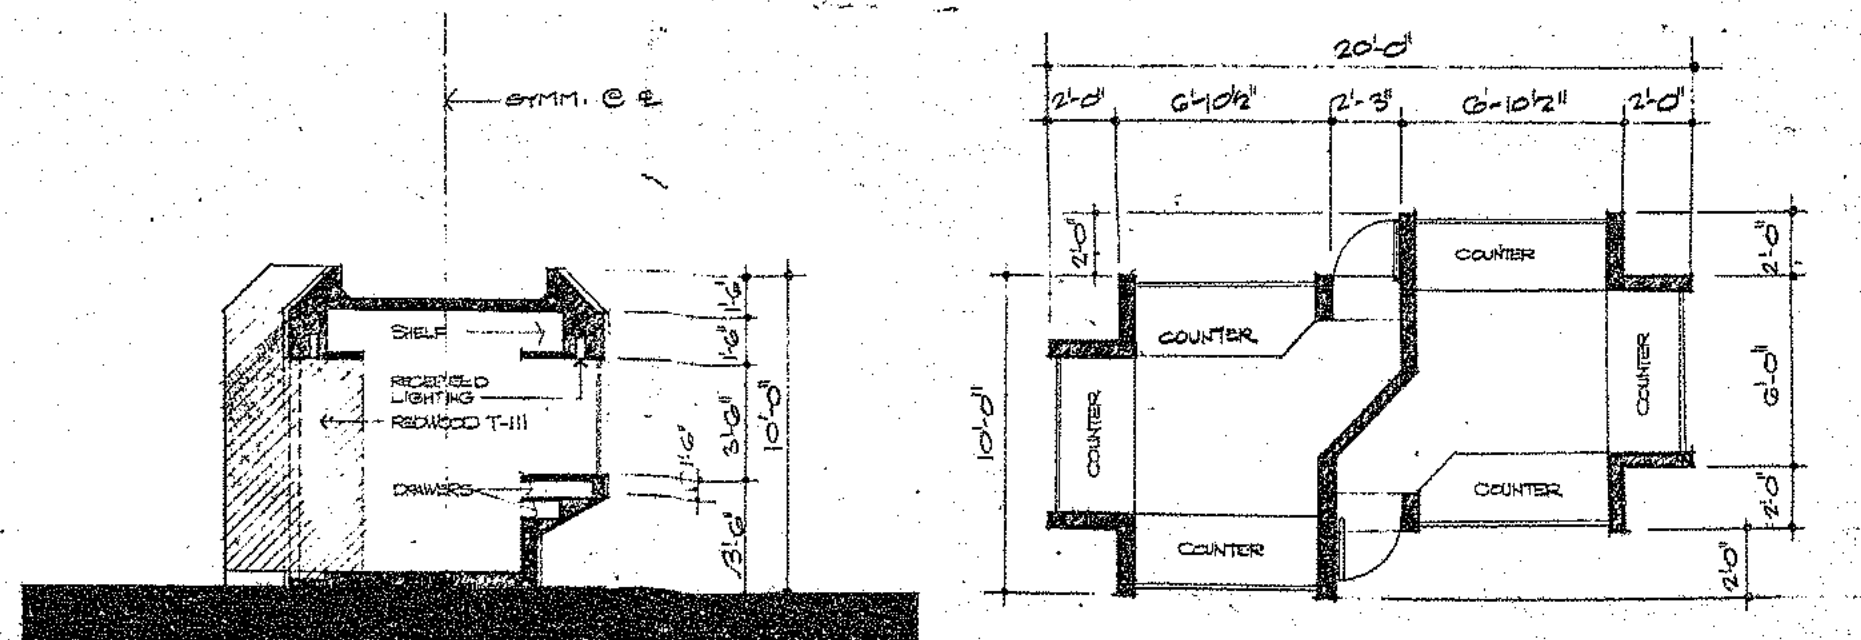 SYMM. @ ℄
SHELF
RECESSED
LIGHTING
REDWOOD T-111
DRAWERS
1'-6"
1'-6"
3'-6"
1'-6"
3'-6"
10'-0"
20'-0"
2'-0" 6'-10½" 2'-3" 6'-10½" 2'-0"
2'-0"
10'-0"
COUNTER
COUNTER
COUNTER
COUNTER
COUNTER
COUNTER
2'-0"
6'-0"
2'-0"
2'-0"